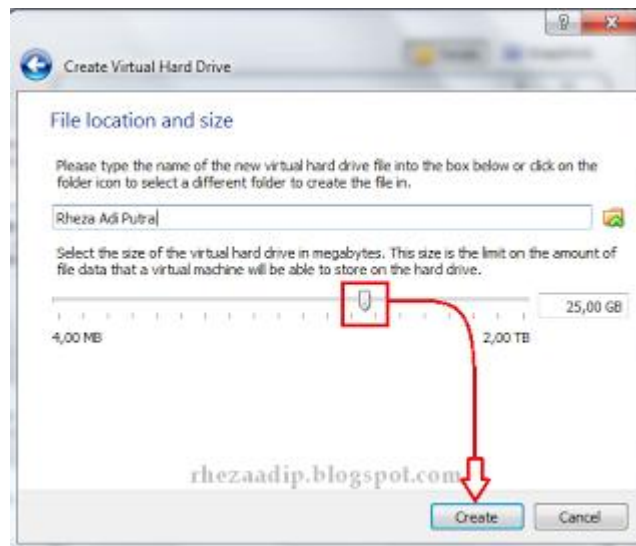 Create Virtual Hard Drive
File location and size
Please type the name of the new virtual hard drive file into the box below or click on the
folder icon to select a different folder to create the file in.
Rheza Adi Putra
Select the size of the virtual hard drive in megabytes. This size is the limit on the amount of
file data that a virtual machine will be able to store on the hard drive.
25,00 GB
4,00 MB 2,00 TB
rhezaadip.blogspot.com
Create Cancel